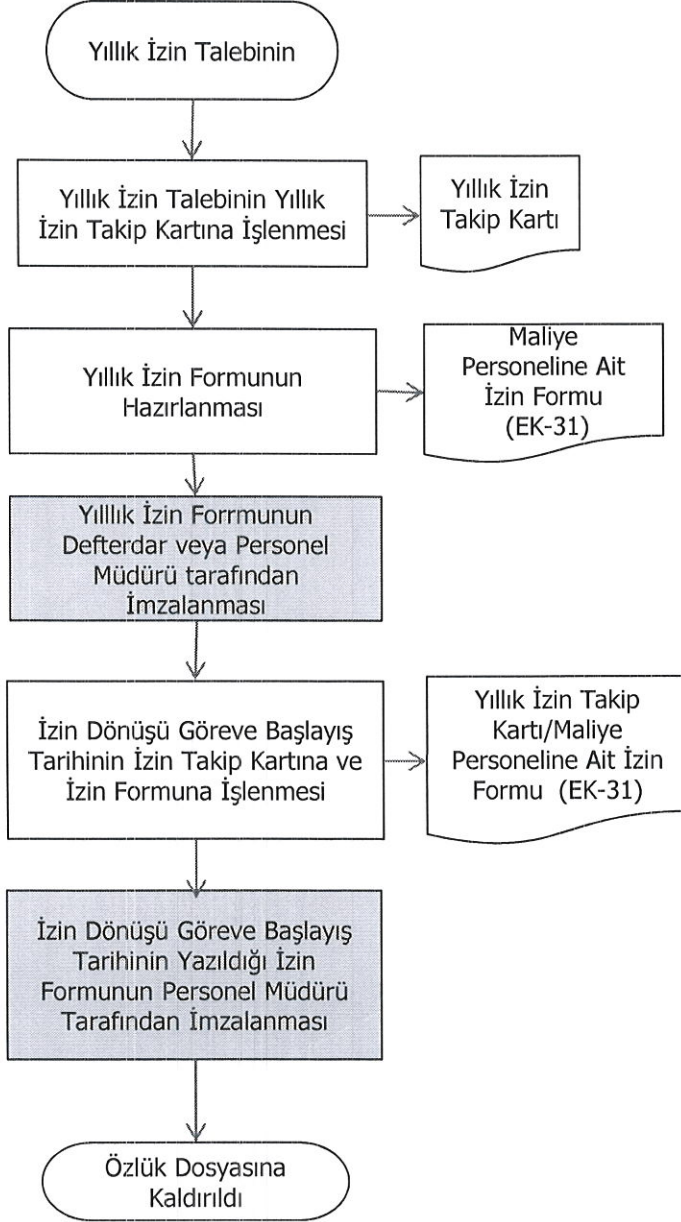 Yıllık İzin Talebinin
Yıllık İzin Talebinin Yıllık
İzin Takip Kartına İşlenmesi
Yıllık İzin
Takip Kartı
Yıllık İzin Formunun
Hazırlanması
Maliye
Personeline Ait
İzin Formu
(EK-31)
Yılllık İzin Forrmunun
Defterdar veya Personel
Müdürü tarafından
İmzalanması
İzin Dönüşü Göreve Başlayış
Tarihinin İzin Takip Kartına ve
İzin Formuna İşlenmesi
Yıllık İzin Takip
Kartı/Maliye
Personeline Ait İzin
Formu (EK-31)
İzin Dönüşü Göreve Başlayış
Tarihinin Yazıldığı İzin
Formunun Personel Müdürü
Tarafından İmzalanması
Özlük Dosyasına
Kaldırıldı